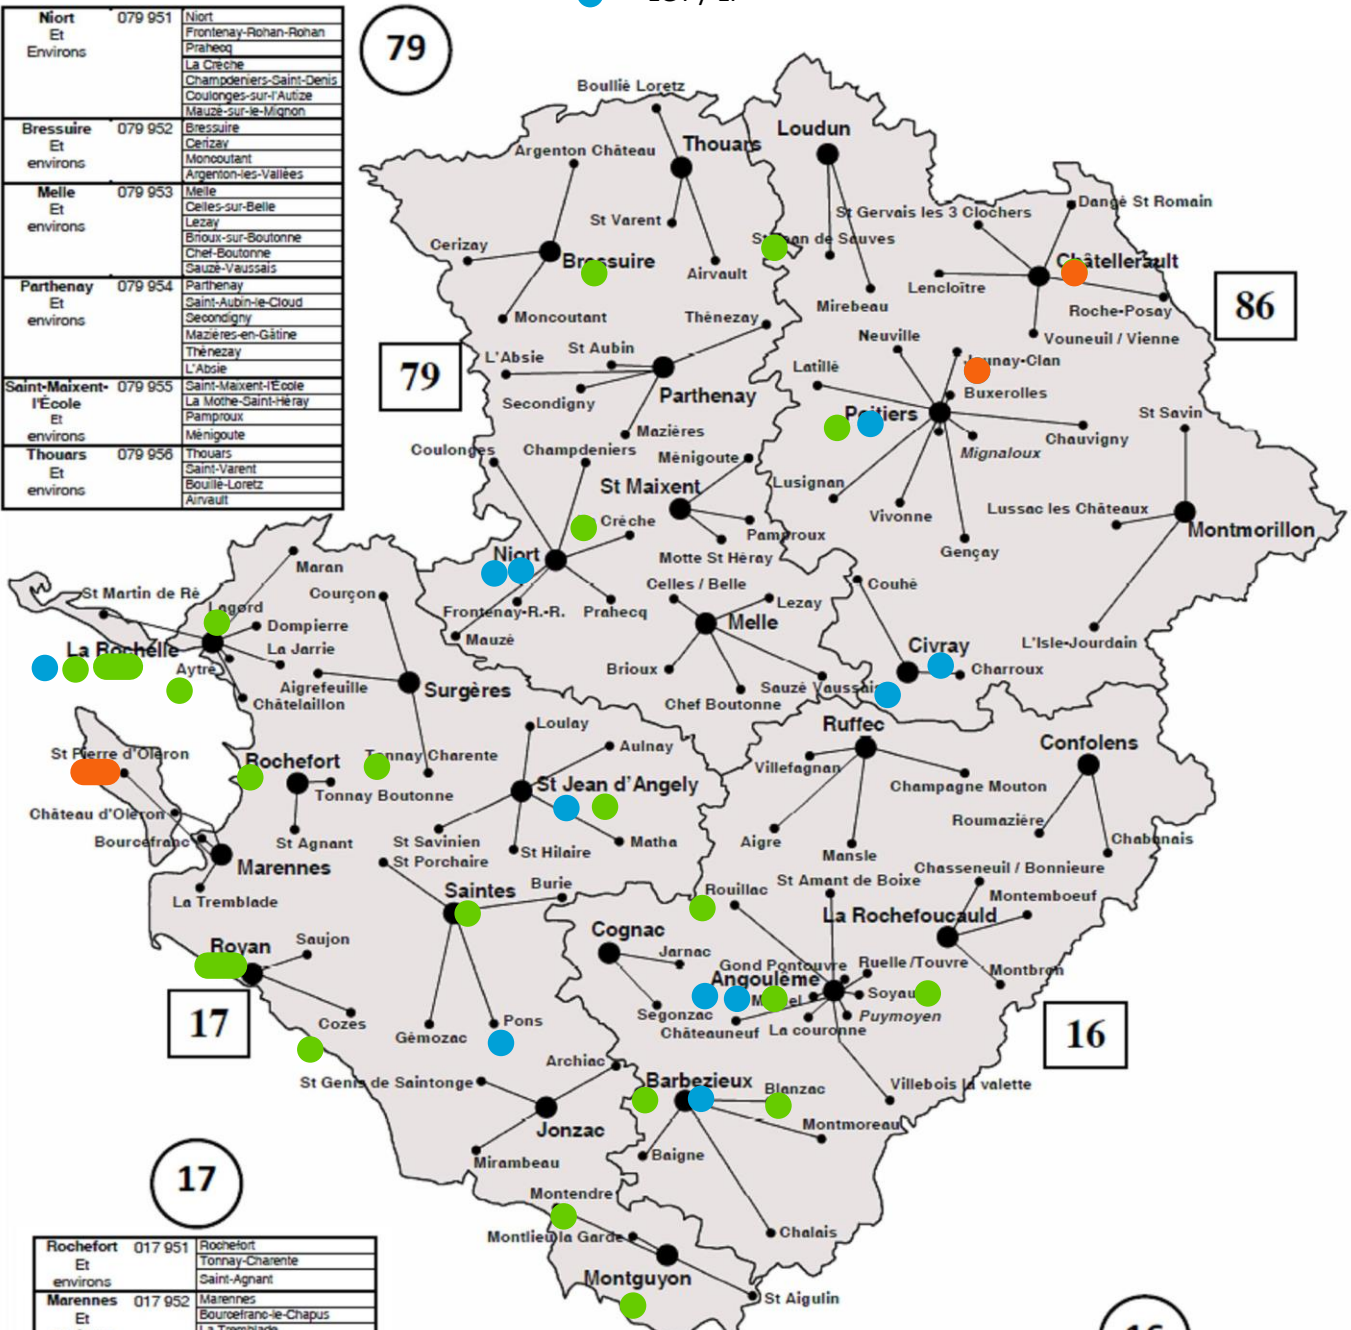 Niort 079 951 Niort
Et Frontenay-Rohan-Rohan
Environs Prahecq
La Crèche
Champdeniers-Saint-Denis
Coulonges-sur-l'Autize
Mauzé-sur-le-Mignon
Bressuire 079 952 Bressuire
Et Cerizay
environs Moncoutant
Argenton-les-Vallées
Melle 079 953 Melle
Et Celles-sur-Belle
environs Lezay
Brioux-sur-Boutonne
Chef-Boutonne
Sauzé-Vaussais
Parthenay 079 954 Parthenay
Et Saint-Aubin-le-Cloud
environs Secondigny
Mazières-en-Gâtine
Thènezay
L'Absie
Saint-Maixent- 079 955 Saint-Maixent-l'École
l'École La Mothe-Saint-Héray
Et Pamproux
environs Ménigoute
Thouars 079 956 Thouars
Et Saint-Varent
environs Bouillé-Loretz
Airvault
79
Boullié Loretz
Thouars
Loudun
Argenton Château
St Varent
St Gervais les 3 Clochers
Dangé St Romain
Cerizay
Bressuire
Airvault
St Jean de Sauves
Châtellerault
Lencloître
Mirebeau
Roche-Posay
86
Moncoutant
Thènezay
Neuville
Vouneuil / Vienne
L'Absie
St Aubin
79
Latillé
Jaunay-Clan
Secondigny
Parthenay
Buxerolles
Poitiers
St Savin
Mazières
Chauvigny
Coulonges
Champdeniers
Ménigoute
Mignaloux
St Maixent
Lusignan
Crèche
Vivonne
Lussac les Châteaux
Pamproux
Montmorillon
Niort
Motte St Héray
Gençay
Maran
Celles / Belle
Couhé
St Martin de Ré
Courçon
Lagord
Frontenay-R.-R.
Prahecq
Lezay
Dompierre
Mauzé
Melle
L'Isle-Jourdain
La Rochelle
La Jarrie
Civray
Aytré
Brioux
Charroux
Aigrefeuille
Surgères
Sauzé Vaussais
Châtelaillon
Chef Boutonne
Loulay
Ruffec
Aulnay
Confolens
St Pierre d'Oléron
Rochefort
Tonnay Charente
Villefagnan
St Jean d'Angely
Champagne Mouton
Tonnay Boutonne
Château d'Oléron
Roumazière
Bourcefranc
St Agnant
St Savinien
Matha
Aigre
Chabanais
St Hilaire
Mansle
St Porchaire
Marennes
Chasseneuil / Bonnieure
Saintes
Burie
Rouillac
St Amant de Boixe
Montemboeuf
La Tremblade
La Rochefoucauld
Cognac
Royan
Saujon
Jarnac
Gond Pontouvre
Ruelle /Touvre
Montbron
Angoulême
Soyau
17
Segonzac
Puymoyen
16
Cozes
Pons
Châteauneuf
La couronne
Gémozac
Archiac
St Genis de Saintonge
Barbezieux
Blanzac
Villebois la valette
Jonzac
Montmoreau
Mirambeau
Baigne
17
Montendre
Montlieu la Garde
Chalais
Montguyon
St Aigulin
Rochefort 017 951 Rochefort
Et Tonnay-Charente
environs Saint-Agnant
Marennes 017 952 Marennes
Et Bourcefranc-le-Chapus